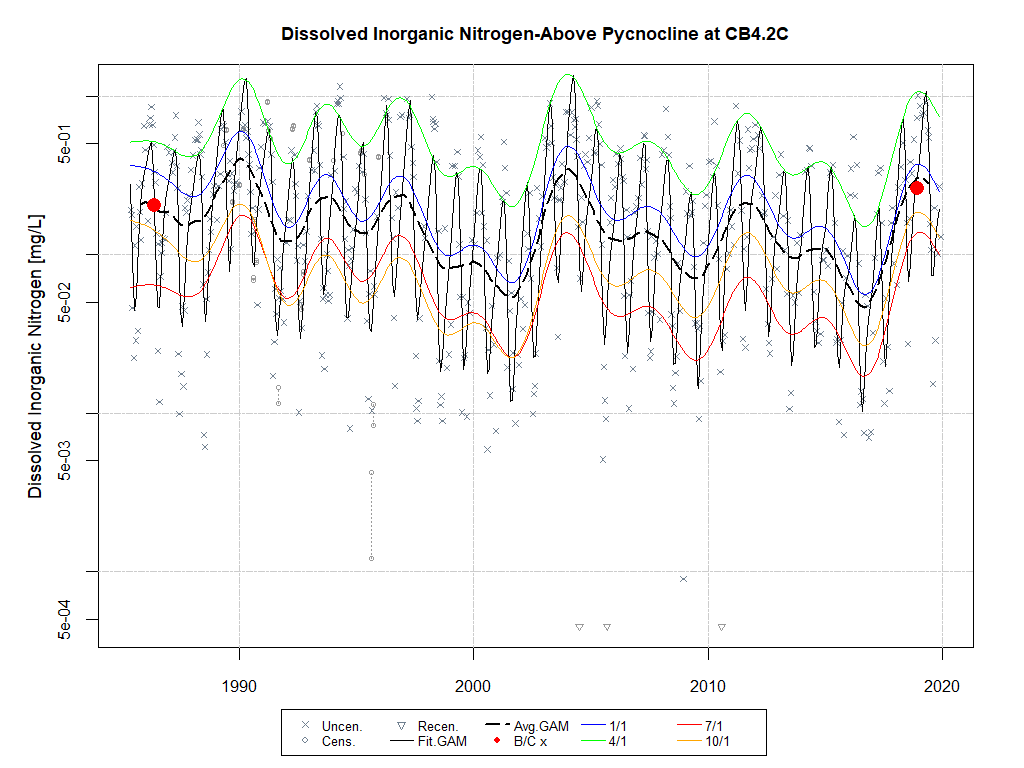 Dissolved Inorganic Nitrogen-Above Pycnocline at CB4.2C
Dissolved Inorganic Nitrogen [mg/L]
5e-01
5e-02
5e-03
5e-04
1990 2000 2010 2020
Uncen. Recen. Avg.GAM 1/1 7/1
Cens. Fit.GAM B/C x 4/1 10/1